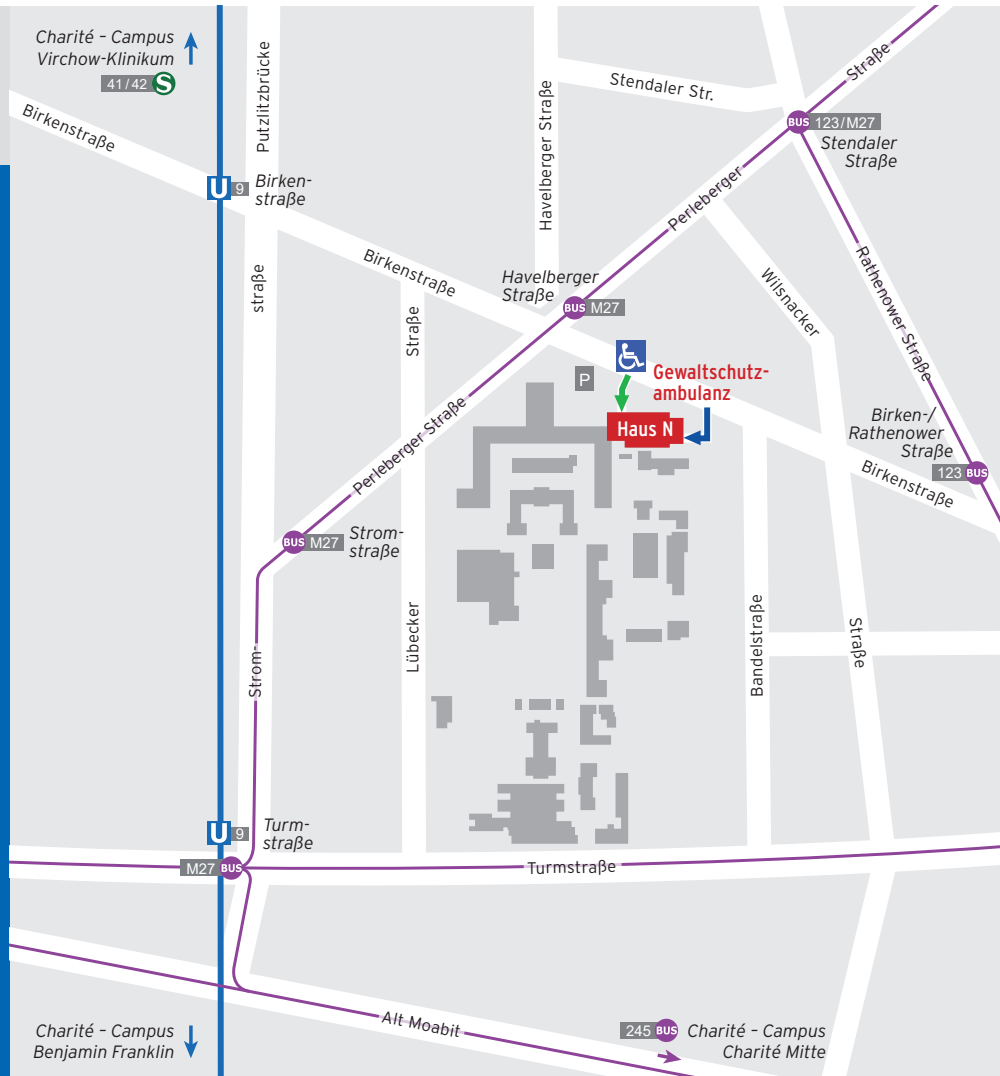 Charité – Campus
Virchow-Klinikum
41/42 S
Putzlitzbrücke
Havelberger Straße
Stendaler Str.
Straße
BUS 123/M27
Stendaler
Straße
Birkenstraße
U 9 Birken-
straße
Perleberger
straße
Birkenstraße
Straße
Havelberger
Straße
BUS M27
Wilsnacker
Rathenower Straße
P
Gewaltschutz-
ambulanz
Haus N
Perleberger Straße
Birken-/
Rathenower
Straße
123 BUS
Birkenstraße
BUS M27
Strom-
straße
Lübecker
Bandelstraße
Straße
Strom-
U 9
Turm-
straße
M27 BUS
Turmstraße
Alt Moabit
Charité – Campus
Benjamin Franklin
245 BUS Charité – Campus
Charité Mitte